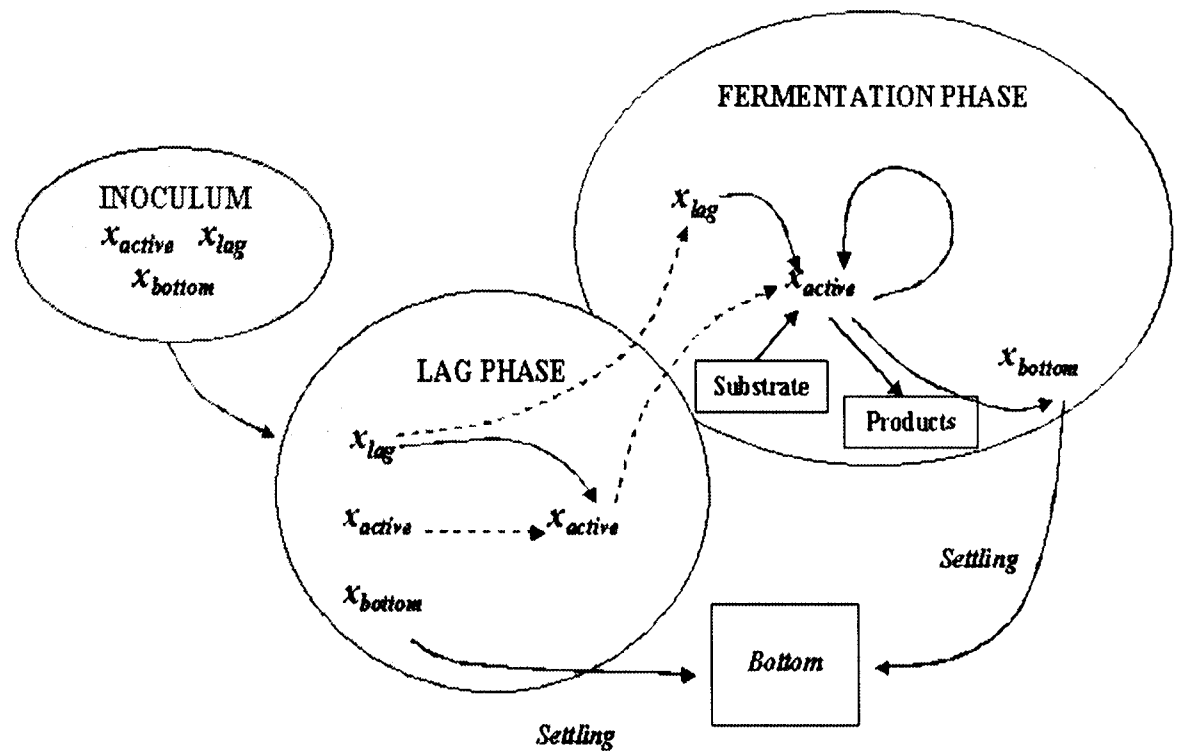 FERMENTATION PHASE
INOCULUM
x_active x_lag
x_bottom
x_lag
x_active
LAG PHASE
Substrate
Products
x_bottom
x_lag
x_active x_active
x_bottom
Settling
Bottom
Settling